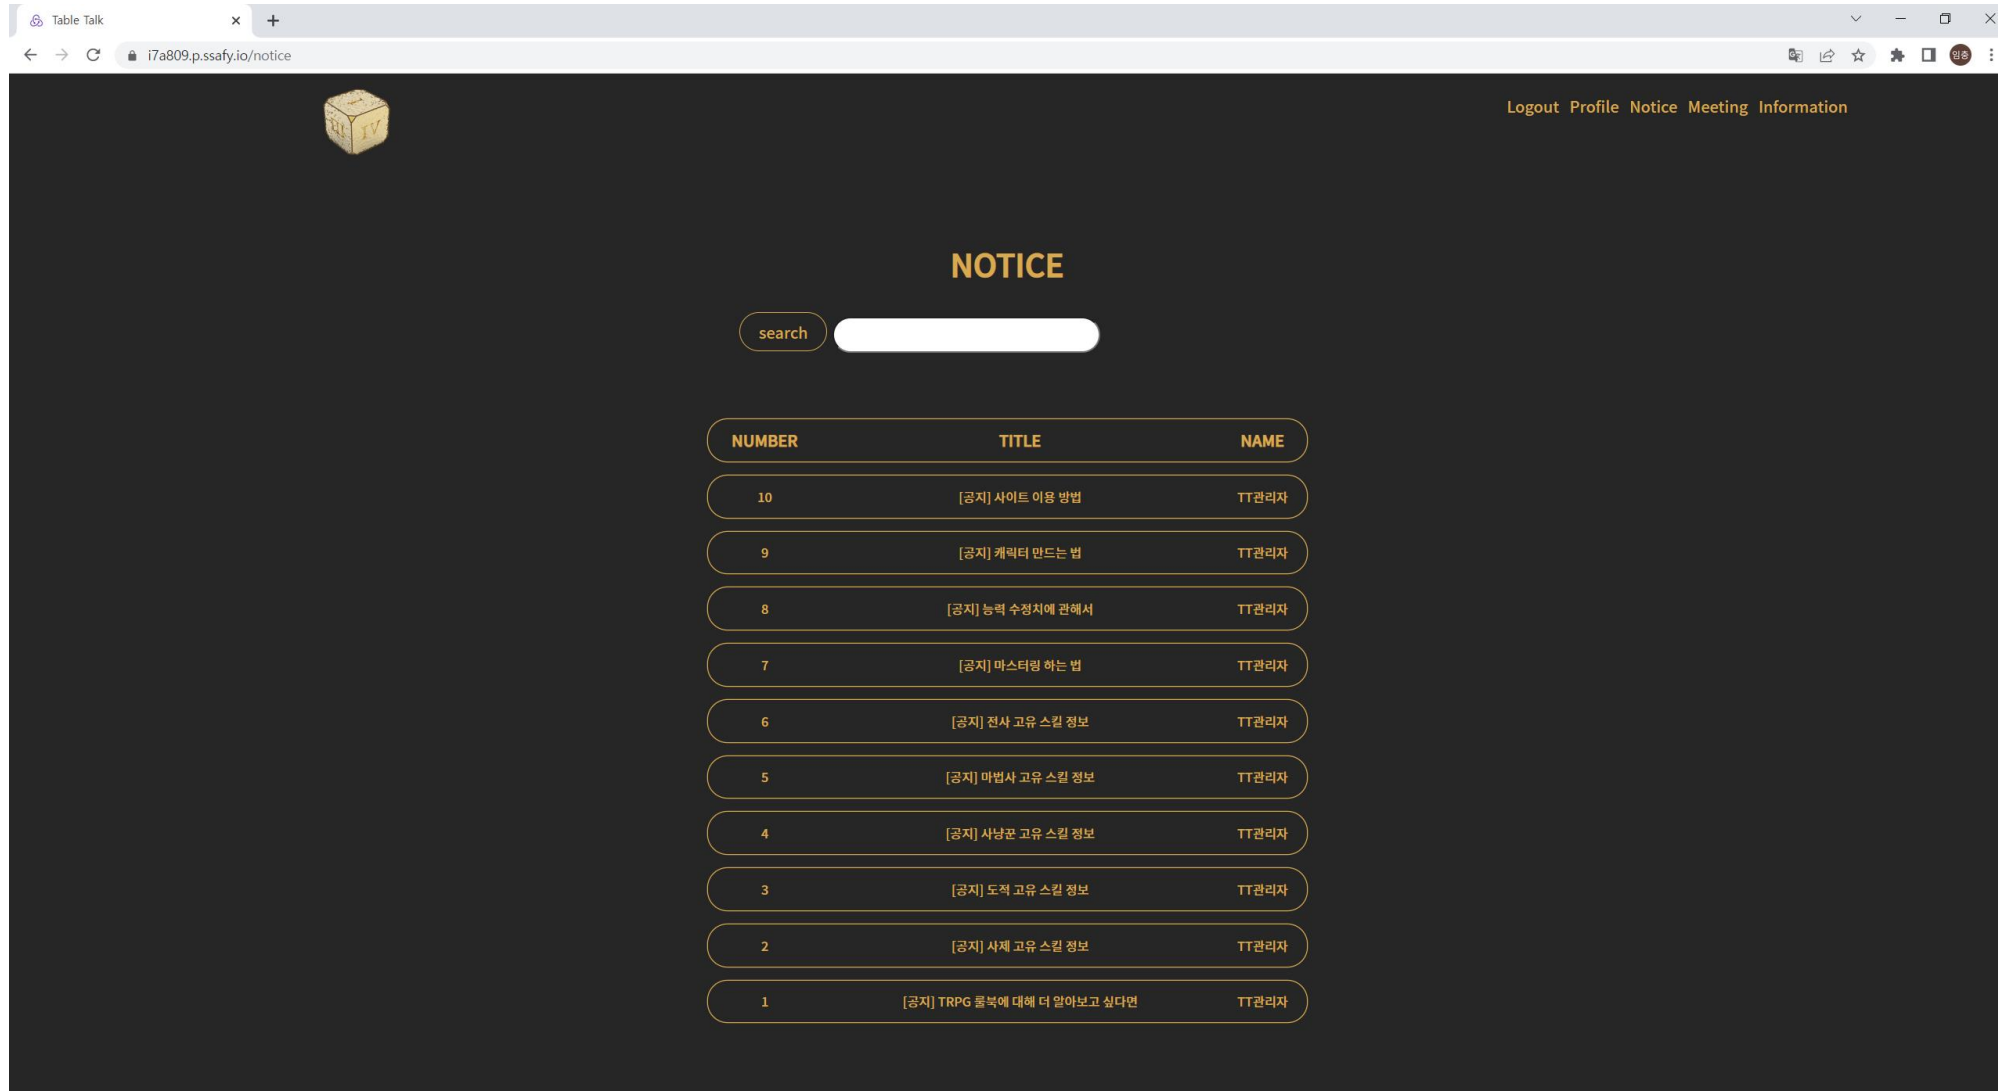 Table Talk
i7a809.p.ssafy.io/notice
임종
III IV
Logout Profile Notice Meeting Information
NOTICE
search
NUMBER TITLE NAME
10 [공지] 사이트 이용 방법 TT관리자
9 [공지] 캐릭터 만드는 법 TT관리자
8 [공지] 능력 수정치에 관해서 TT관리자
7 [공지] 마스터링 하는 법 TT관리자
6 [공지] 전사 고유 스킬 정보 TT관리자
5 [공지] 마법사 고유 스킬 정보 TT관리자
4 [공지] 사냥꾼 고유 스킬 정보 TT관리자
3 [공지] 도적 고유 스킬 정보 TT관리자
2 [공지] 사제 고유 스킬 정보 TT관리자
1 [공지] TRPG 룰북에 대해 더 알아보고 싶다면 TT관리자